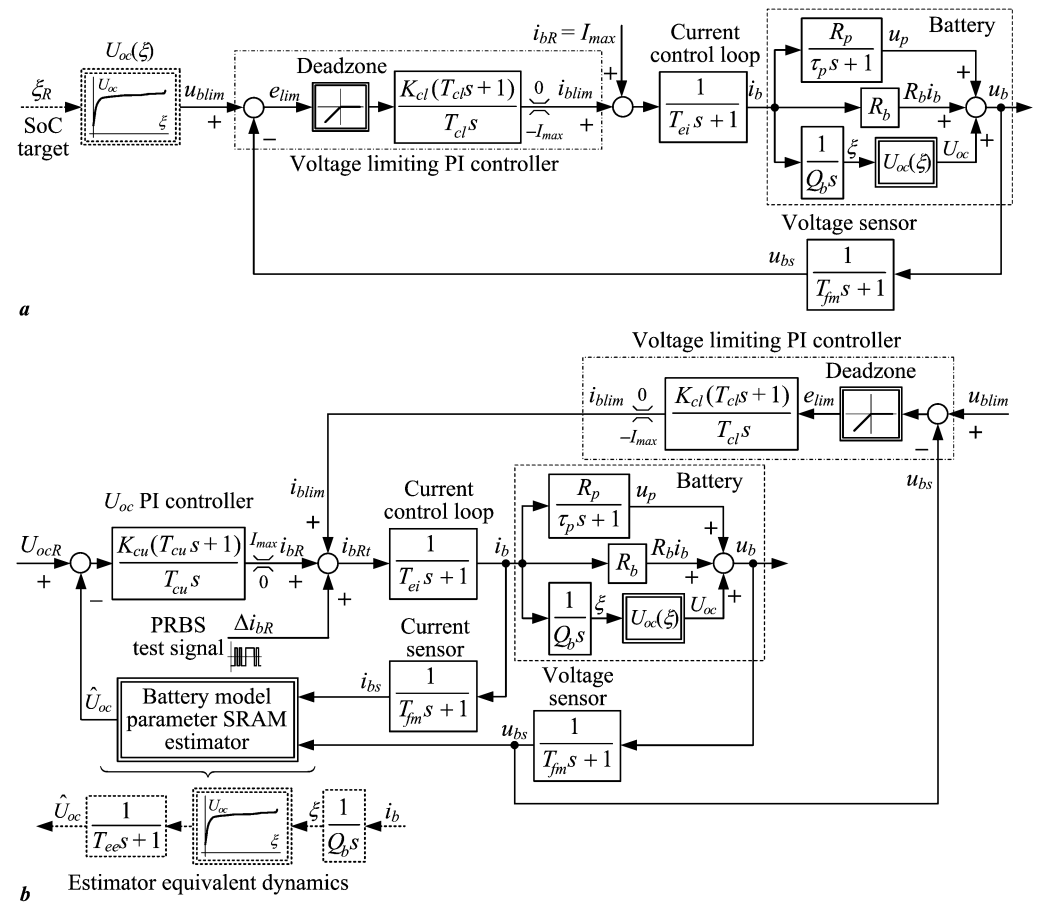 U_oc(ξ)
i_bR = I_max
Current
control loop
Battery
ξ_R
SoC
target
U_oc
ξ
u_blim
+
−
e_lim
Deadzone
K_cl (T_cl s + 1)
T_cl s
0
−I_max
i_blim
+
+
Voltage limiting PI controller
1
T_ei s + 1
i_b
R_p
τ_p s + 1
u_p
+
R_b
R_b i_b
+
u_b
1
Q_b s
ξ
U_oc(ξ)
U_oc
+
Voltage sensor
u_bs
1
T_fm s + 1
a
Voltage limiting PI controller
Deadzone
i_blim
0
−I_max
K_cl (T_cl s + 1)
T_cl s
e_lim
u_blim
+
−
u_bs
U_oc PI controller
i_blim
+
Current
control loop
Battery
U_ocR
+
−
K_cu (T_cu s + 1)
T_cu s
I_max
0
i_bR
+
i_bRt
+
1
T_ei s + 1
i_b
R_p
τ_p s + 1
u_p
+
R_b
R_b i_b
+
u_b
1
Q_b s
ξ
U_oc(ξ)
U_oc
+
PRBS
test signal
Δi_bR
Current
sensor
i_bs
1
T_fm s + 1
Voltage
sensor
u_bs
1
T_fm s + 1
Û_oc
Battery model
parameter SRAM
estimator
Û_oc
1
T_ee s + 1
U_oc
ξ
ξ
1
Q_b s
i_b
Estimator equivalent dynamics
b